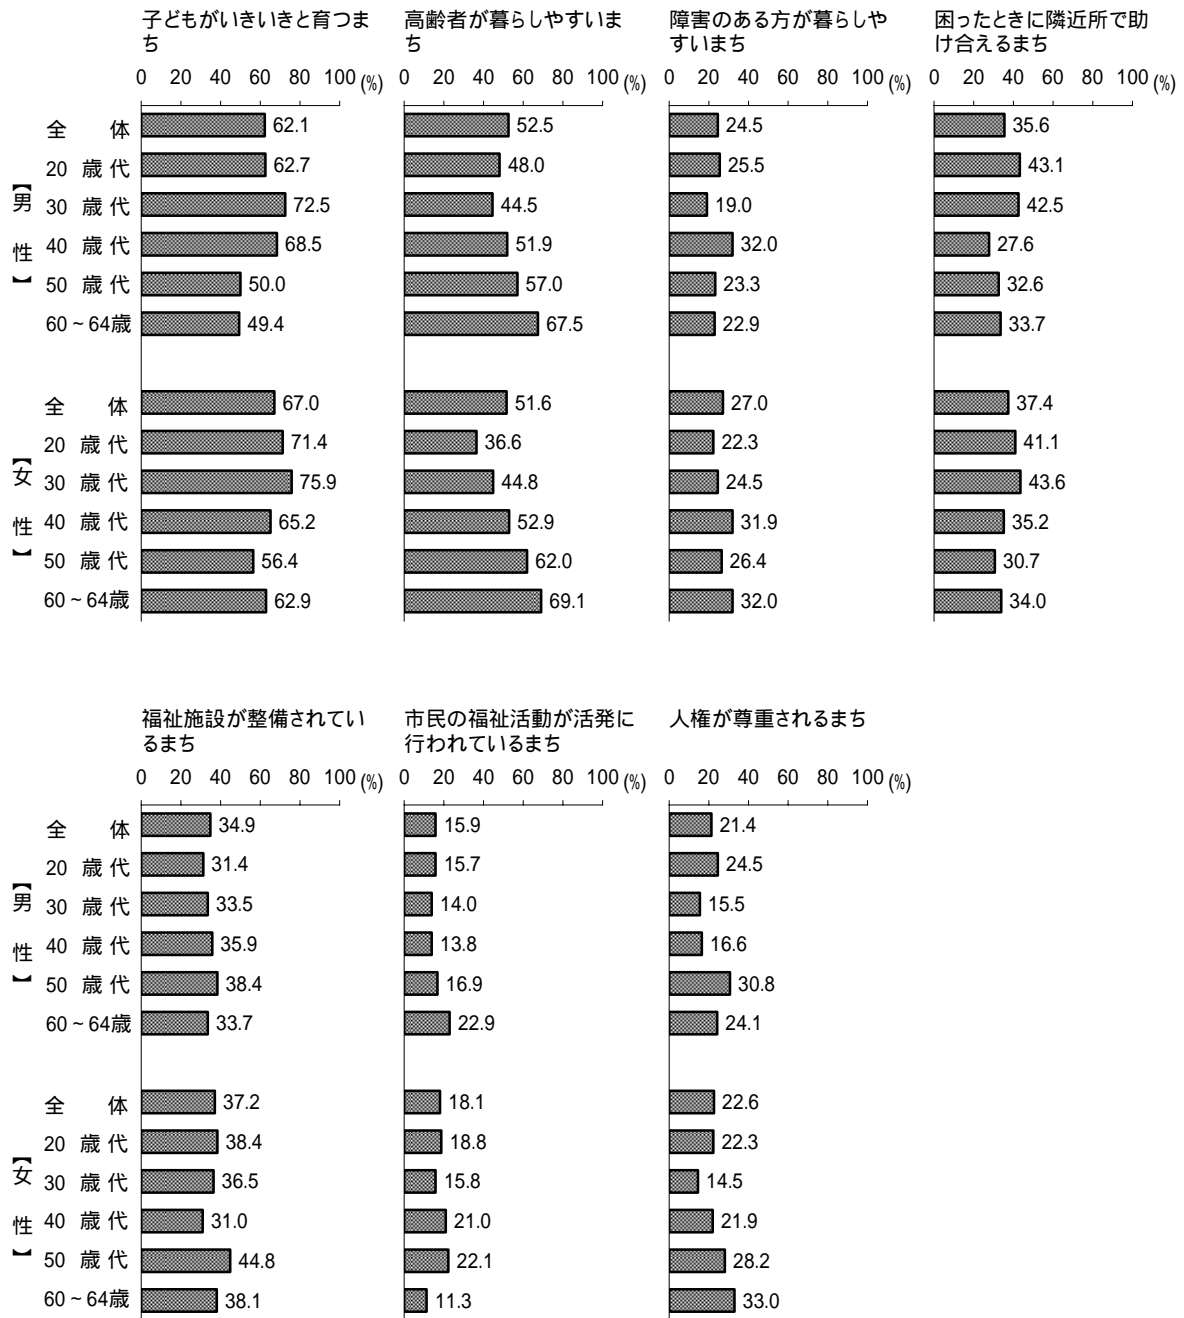 子どもがいきいきと育つま
ち
高齢者が暮らしやすいま
ち
障害のある方が暮らしや
すいまち
困ったときに隣近所で助
け合えるまち
0 20 40 60 80 100 (%)
0 20 40 60 80 100 (%)
0 20 40 60 80 100 (%)
0 20 40 60 80 100 (%)
【男性】
全 体 62.1 52.5 24.5 35.6
20 歳代 62.7 48.0 25.5 43.1
30 歳代 72.5 44.5 19.0 42.5
40 歳代 68.5 51.9 32.0 27.6
50 歳代 50.0 57.0 23.3 32.6
60~64歳 49.4 67.5 22.9 33.7
【女性】
全 体 67.0 51.6 27.0 37.4
20 歳代 71.4 36.6 22.3 41.1
30 歳代 75.9 44.8 24.5 43.6
40 歳代 65.2 52.9 31.9 35.2
50 歳代 56.4 62.0 26.4 30.7
60~64歳 62.9 69.1 32.0 34.0
福祉施設が整備されてい
るまち
市民の福祉活動が活発に
行われているまち
人権が尊重されるまち
0 20 40 60 80 100 (%)
0 20 40 60 80 100 (%)
0 20 40 60 80 100 (%)
【男性】
全 体 34.9 15.9 21.4
20 歳代 31.4 15.7 24.5
30 歳代 33.5 14.0 15.5
40 歳代 35.9 13.8 16.6
50 歳代 38.4 16.9 30.8
60~64歳 33.7 22.9 24.1
【女性】
全 体 37.2 18.1 22.6
20 歳代 38.4 18.8 22.3
30 歳代 36.5 15.8 14.5
40 歳代 31.0 21.0 21.9
50 歳代 44.8 22.1 28.2
60~64歳 38.1 11.3 33.0